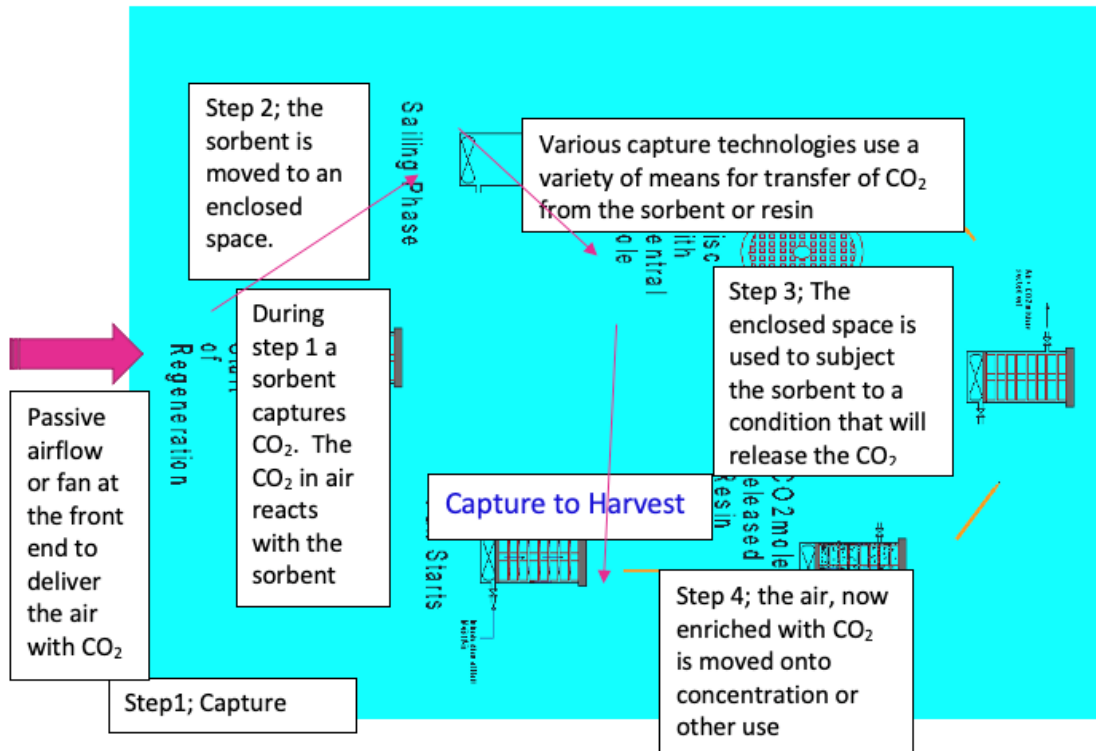 Step 2; the
sorbent is
moved to an
enclosed
space.
Sailing Phase
Various capture technologies use a
variety of means for transfer of CO₂
from the sorbent or resin
During
step 1 a
sorbent
captures
CO₂. The
CO₂ in air
reacts
with the
sorbent
of
Regeneration
Step 3; The
enclosed space is
used to subject
the sorbent to a
condition that will
release the CO₂
Passive
airflow
or fan at
the front
end to
deliver
the air
with CO₂
Capture to Harvest
Resin
Starts
Step 4; the air, now
enriched with CO₂
is moved onto
concentration or
other use
Step1; Capture